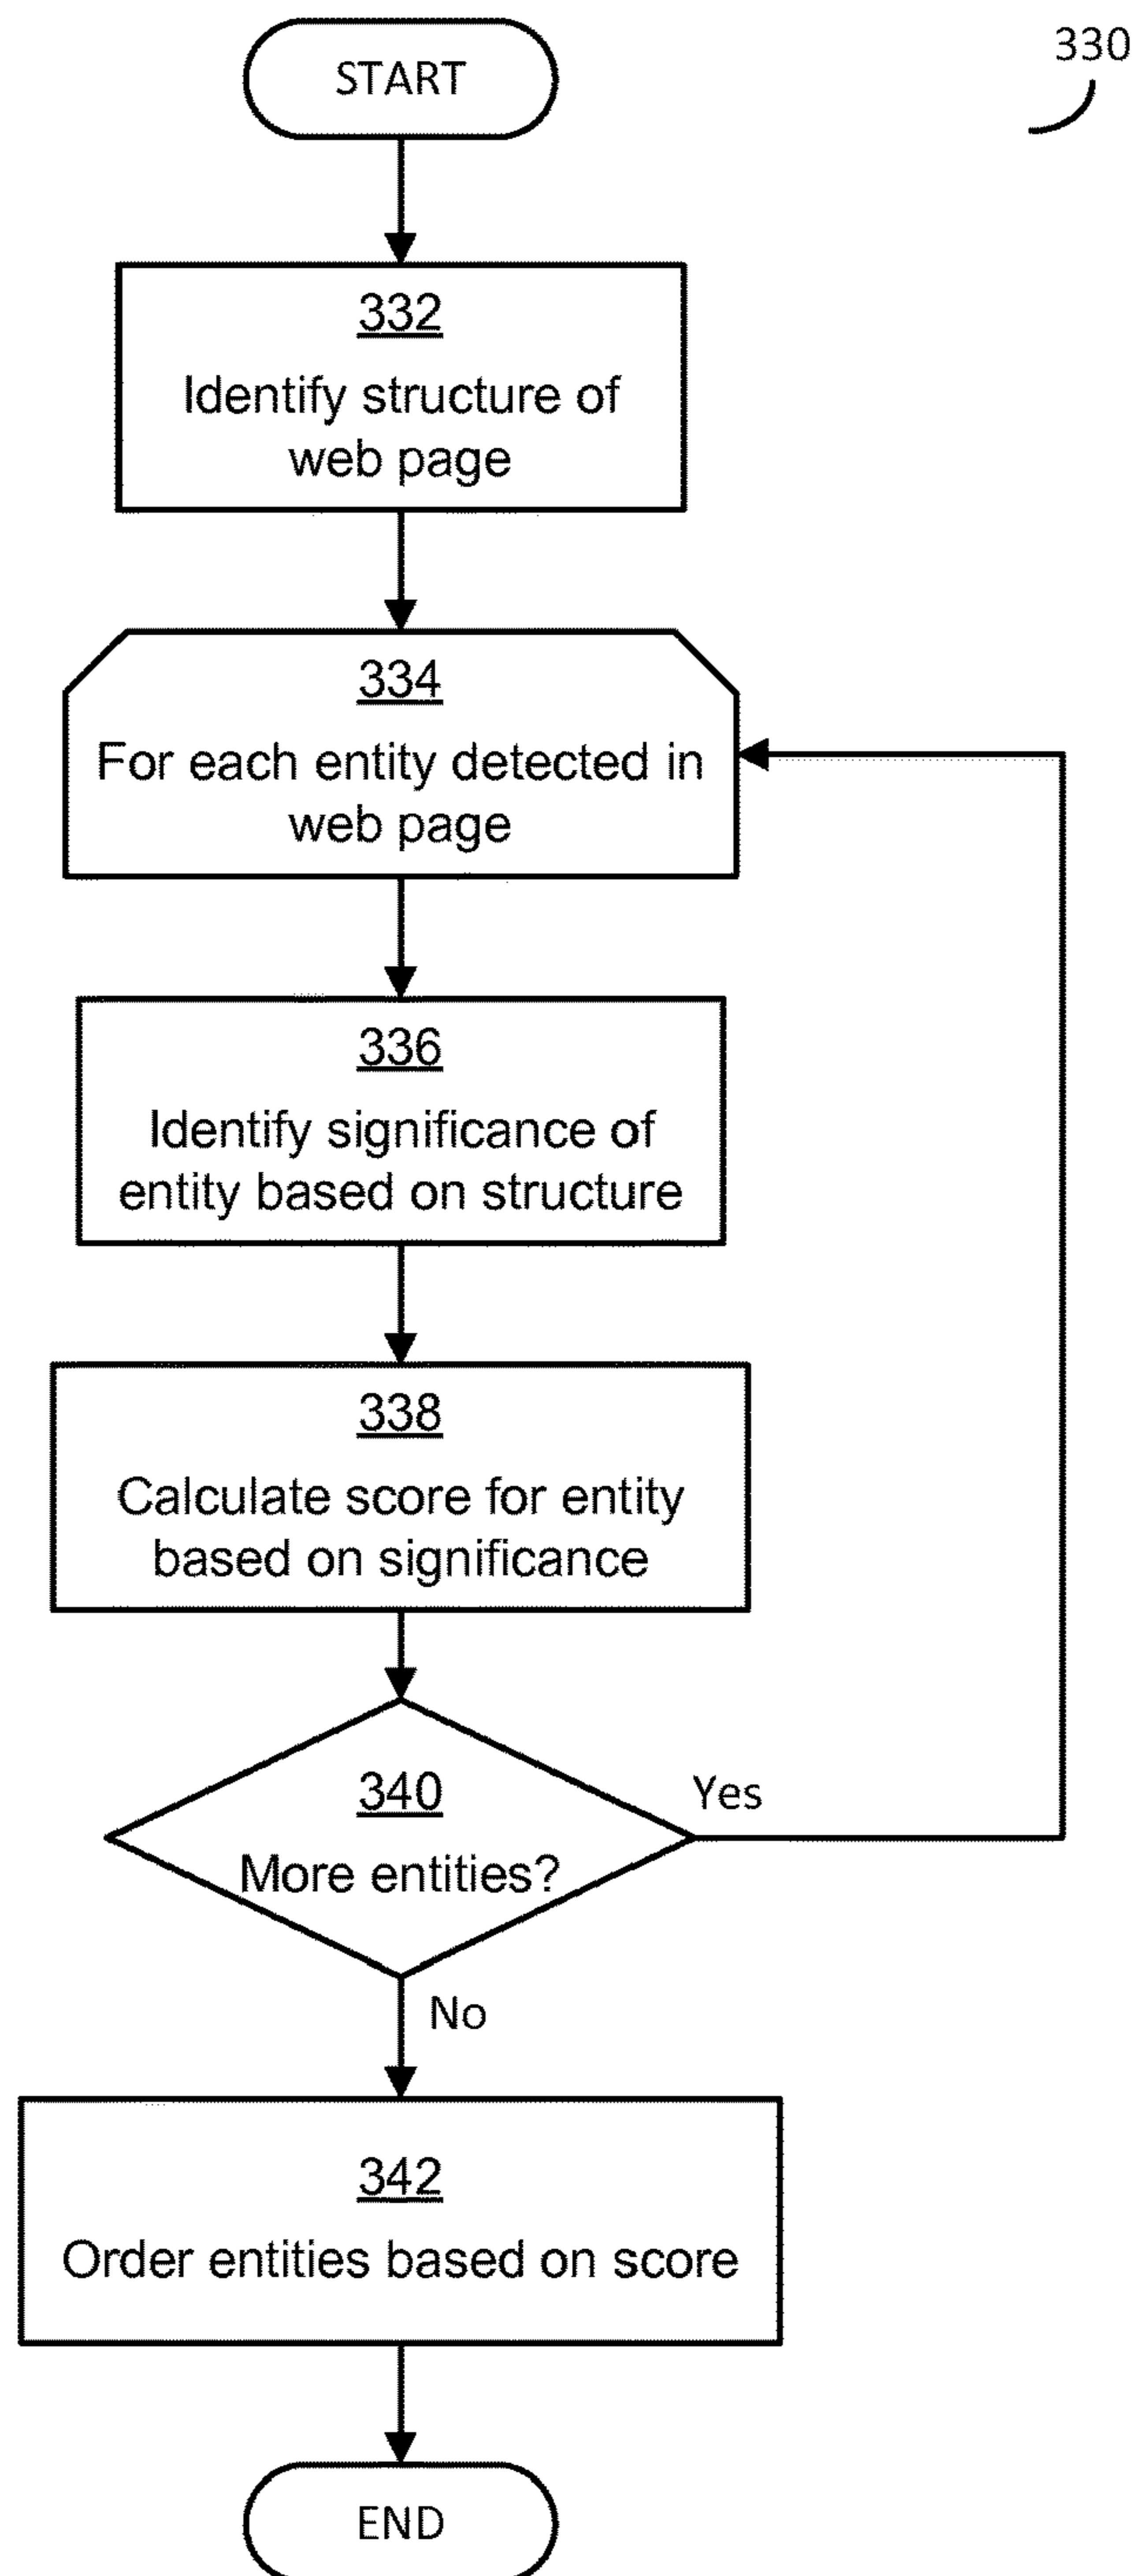 START
330
332
Identify structure of
web page
334
For each entity detected in
web page
336
Identify significance of
entity based on structure
338
Calculate score for entity
based on significance
340
More entities?
Yes
No
342
Order entities based on score
END